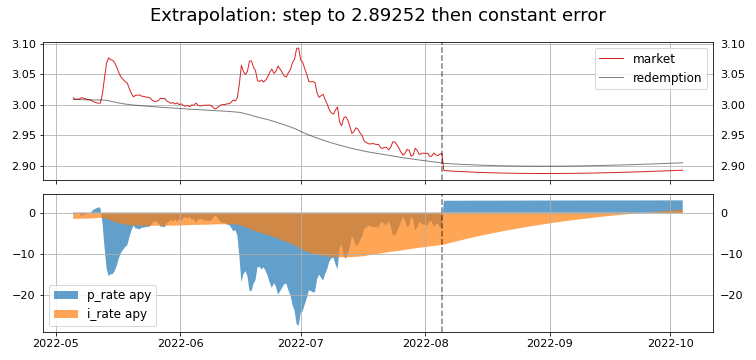 Extrapolation: step to 2.89252 then constant error
3.10 3.10
3.05 3.05
3.00 3.00
2.95 2.95
2.90 2.90
market
redemption
0 0
−10 −10
−20 −20
p_rate apy
i_rate apy
2022-05 2022-06 2022-07 2022-08 2022-09 2022-10